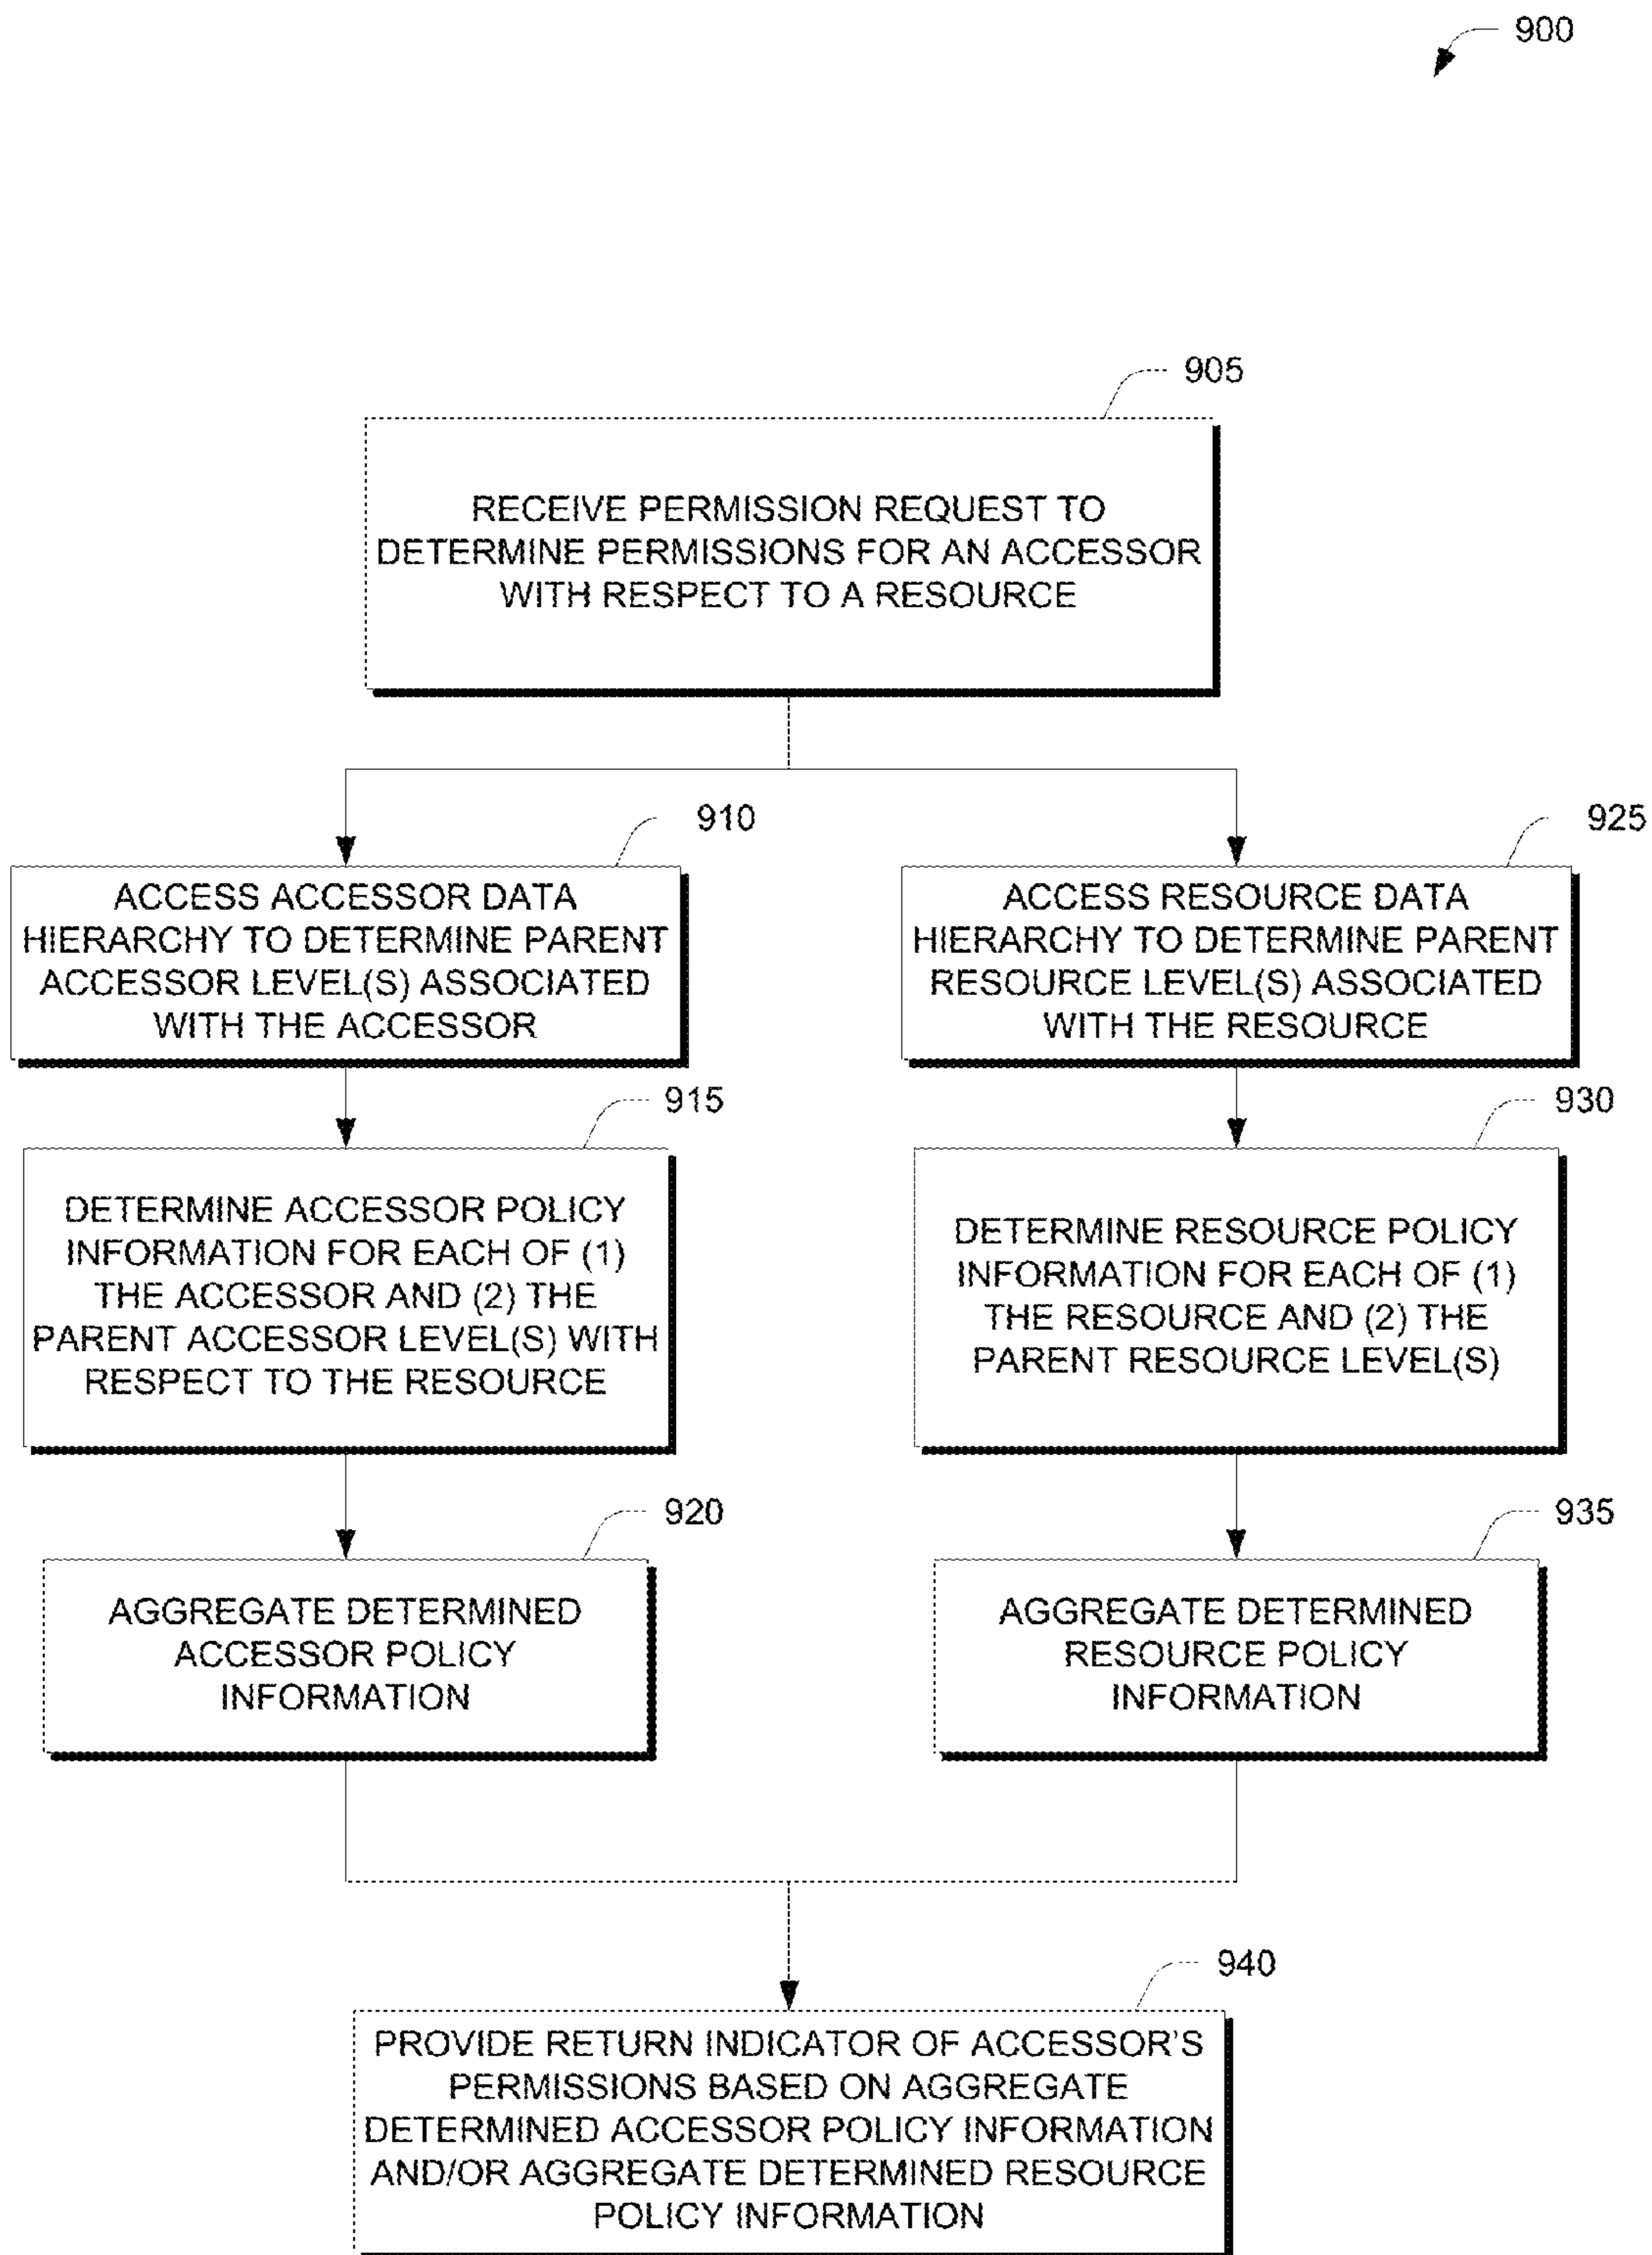 900
905
RECEIVE PERMISSION REQUEST TO
DETERMINE PERMISSIONS FOR AN ACCESSOR
WITH RESPECT TO A RESOURCE
910
ACCESS ACCESSOR DATA
HIERARCHY TO DETERMINE PARENT
ACCESSOR LEVEL(S) ASSOCIATED
WITH THE ACCESSOR
925
ACCESS RESOURCE DATA
HIERARCHY TO DETERMINE PARENT
RESOURCE LEVEL(S) ASSOCIATED
WITH THE RESOURCE
915
DETERMINE ACCESSOR POLICY
INFORMATION FOR EACH OF (1)
THE ACCESSOR AND (2) THE
PARENT ACCESSOR LEVEL(S) WITH
RESPECT TO THE RESOURCE
930
DETERMINE RESOURCE POLICY
INFORMATION FOR EACH OF (1)
THE RESOURCE AND (2) THE
PARENT RESOURCE LEVEL(S)
920
AGGREGATE DETERMINED
ACCESSOR POLICY
INFORMATION
935
AGGREGATE DETERMINED
RESOURCE POLICY
INFORMATION
940
PROVIDE RETURN INDICATOR OF ACCESSOR'S
PERMISSIONS BASED ON AGGREGATE
DETERMINED ACCESSOR POLICY INFORMATION
AND/OR AGGREGATE DETERMINED RESOURCE
POLICY INFORMATION